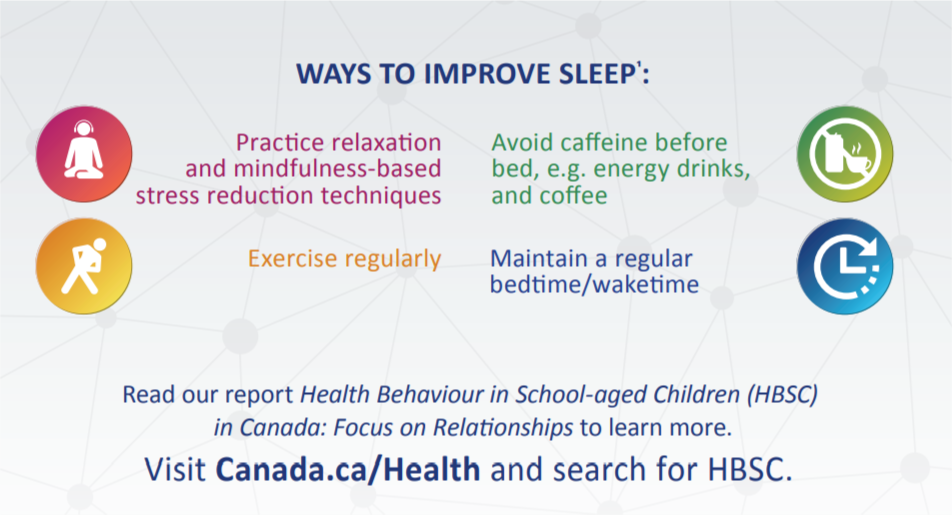 WAYS TO IMPROVE SLEEP¹:
Practice relaxation
and mindfulness-based
stress reduction techniques
Avoid caffeine before
bed, e.g. energy drinks,
and coffee
Exercise regularly
Maintain a regular
bedtime/waketime
Read our report Health Behaviour in School-aged Children (HBSC)
in Canada: Focus on Relationships to learn more.
Visit Canada.ca/Health and search for HBSC.